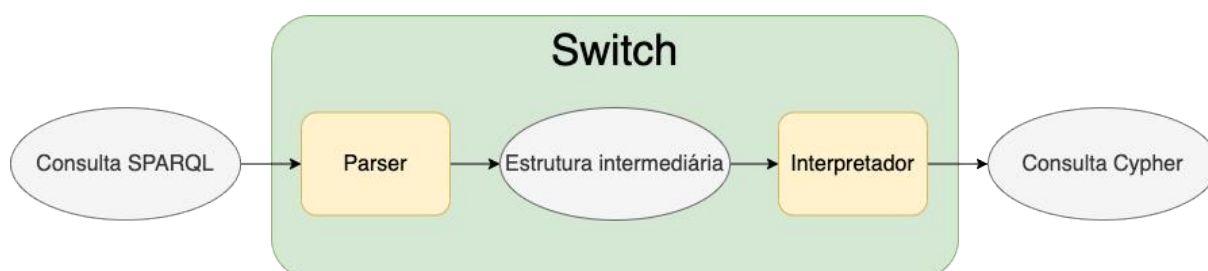 Switch
Consulta SPARQL
Parser
Estrutura intermediária
Interpretador
Consulta Cypher